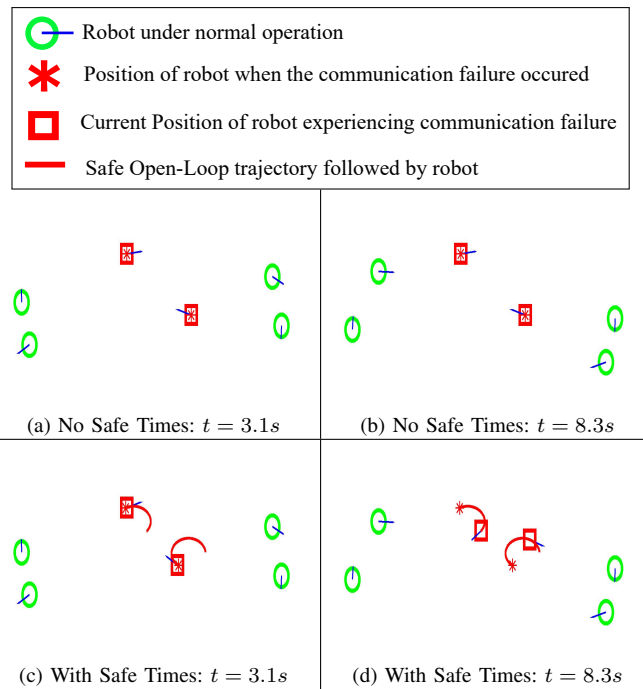 Robot under normal operation
Position of robot when the communication failure occured
Current Position of robot experiencing communication failure
Safe Open-Loop trajectory followed by robot
(a) No Safe Times: t = 3.1s
(b) No Safe Times: t = 8.3s
(c) With Safe Times: t = 3.1s
(d) With Safe Times: t = 8.3s